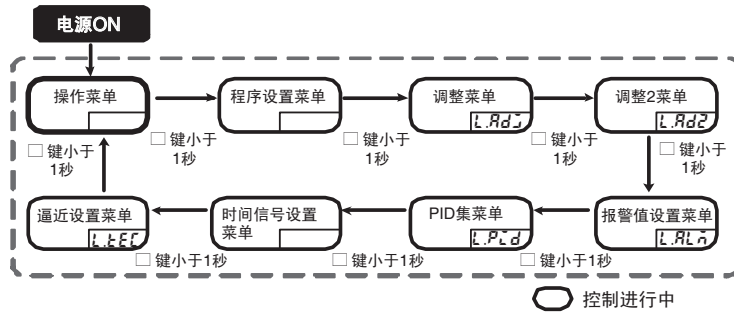 电源ON
操作菜单
程序设置菜单
调整菜单
L.AdJ
调整2菜单
L.Ad2
□ 键小于
1秒
□ 键小于
1秒
□ 键小于
1秒
□ 键小于
1秒
□ 键小于
1秒
逼近设置菜单
L.tEC
时间信号设置
菜单
PID集菜单
L.Pid
报警值设置菜单
L.ALM
□ 键小于1秒
□ 键小于1秒
□ 键小于1秒
控制进行中